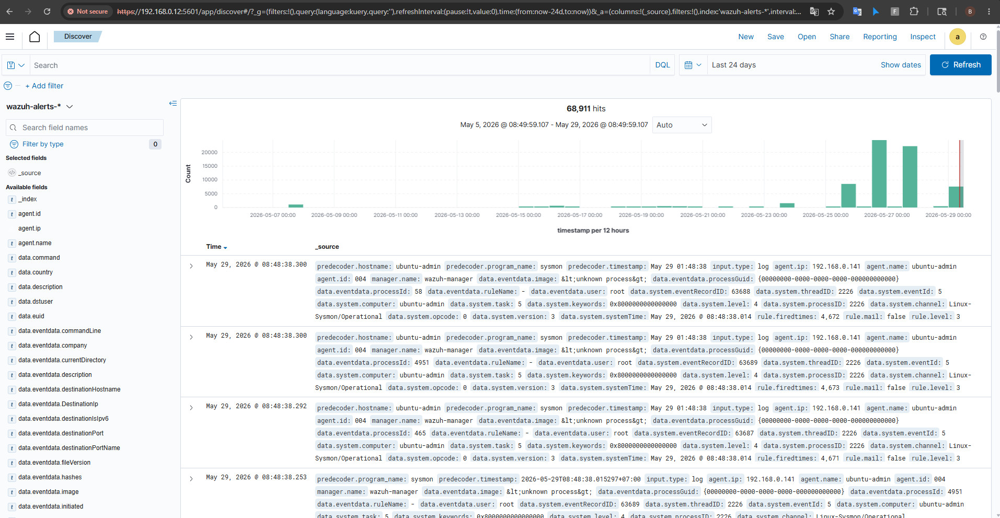 Not secure https://192.168.0.12:5601/app/discover#/?_g=(filters:!(),query:(language:kuery,query:''),refreshInterval:(pause:!t,value:0),time:(from:now-24d,to:now))&_a=(columns:!(_source),filters:!(),index:'wazuh-alerts-*',interval:... F B
Discover New Save Open Share Reporting Inspect a
Search DQL Last 24 days Show dates Refresh
+ Add filter
wazuh-alerts-*
Search field names
Filter by type 0
Selected fields
_source
Available fields
t _index
t agent.id
agent.ip
t agent.name
t data.command
t data.country
t data.description
t data.dstuser
t data.euid
t data.eventdata.commandLine
t data.eventdata.company
t data.eventdata.currentDirectory
t data.eventdata.description
t data.eventdata.destinationHostname
t data.eventdata.DestinationIp
t data.eventdata.destinationIsIpv6
t data.eventdata.destinationPort
t data.eventdata.destinationPortName
t data.eventdata.fileVersion
t data.eventdata.hashes
t data.eventdata.image
t data.eventdata.initiated
68,911 hits
May 5, 2026 @ 08:49:59.107 - May 29, 2026 @ 08:49:59.107 Auto
Count
20000
15000
10000
5000
0
2026-05-07 00:00 2026-05-09 00:00 2026-05-11 00:00 2026-05-13 00:00 2026-05-15 00:00 2026-05-17 00:00 2026-05-19 00:00 2026-05-21 00:00 2026-05-23 00:00 2026-05-25 00:00 2026-05-27 00:00 2026-05-29 00:00
timestamp per 12 hours
Time _source
May 29, 2026 @ 08:48:38.300 predecoder.hostname: ubuntu-admin predecoder.program_name: sysmon predecoder.timestamp: May 29 01:48:38 input.type: log agent.ip: 192.168.0.141 agent.name: ubuntu-admin
agent.id: 004 manager.name: wazuh-manager data.eventdata.image: &lt;unknown process&gt; data.eventdata.processGuid: {00000000-0000-0000-0000-000000000000}
data.eventdata.processId: 58 data.eventdata.ruleName: - data.eventdata.user: root data.system.eventRecordID: 63688 data.system.threadID: 2226 data.system.eventId: 5
data.system.computer: ubuntu-admin data.system.task: 5 data.system.keywords: 0x8000000000000000 data.system.level: 4 data.system.processID: 2226 data.system.channel: Linux-
Sysmon/Operational data.system.opcode: 0 data.system.version: 3 data.system.systemTime: May 29, 2026 @ 08:48:38.014 rule.firedtimes: 4,672 rule.mail: false rule.level: 3
May 29, 2026 @ 08:48:38.300 predecoder.hostname: ubuntu-admin predecoder.program_name: sysmon predecoder.timestamp: May 29 01:48:38 input.type: log agent.ip: 192.168.0.141 agent.name: ubuntu-admin
agent.id: 004 manager.name: wazuh-manager data.eventdata.image: &lt;unknown process&gt; data.eventdata.processGuid: {00000000-0000-0000-0000-000000000000}
data.eventdata.processId: 4951 data.eventdata.ruleName: - data.eventdata.user: root data.system.eventRecordID: 63689 data.system.threadID: 2226 data.system.eventId: 5
data.system.computer: ubuntu-admin data.system.task: 5 data.system.keywords: 0x8000000000000000 data.system.level: 4 data.system.processID: 2226 data.system.channel: Linux-
Sysmon/Operational data.system.opcode: 0 data.system.version: 3 data.system.systemTime: May 29, 2026 @ 08:48:38.014 rule.firedtimes: 4,673 rule.mail: false rule.level: 3
May 29, 2026 @ 08:48:38.292 predecoder.hostname: ubuntu-admin predecoder.program_name: sysmon predecoder.timestamp: May 29 01:48:38 input.type: log agent.ip: 192.168.0.141 agent.name: ubuntu-admin
agent.id: 004 manager.name: wazuh-manager data.eventdata.image: &lt;unknown process&gt; data.eventdata.processGuid: {00000000-0000-0000-0000-000000000000}
data.eventdata.processId: 465 data.eventdata.ruleName: - data.eventdata.user: root data.system.eventRecordID: 63687 data.system.threadID: 2226 data.system.eventId: 5
data.system.computer: ubuntu-admin data.system.task: 5 data.system.keywords: 0x8000000000000000 data.system.level: 4 data.system.processID: 2226 data.system.channel: Linux-
Sysmon/Operational data.system.opcode: 0 data.system.version: 3 data.system.systemTime: May 29, 2026 @ 08:48:38.014 rule.firedtimes: 4,671 rule.mail: false rule.level: 3
May 29, 2026 @ 08:48:38.253 predecoder.program_name: sysmon predecoder.timestamp: 2026-05-29T08:48:38.015297+07:00 input.type: log agent.ip: 192.168.0.141 agent.name: ubuntu-admin agent.id: 004
manager.name: wazuh-manager data.eventdata.image: &lt;unknown process&gt; data.eventdata.processGuid: {00000000-0000-0000-0000-000000000000} data.eventdata.processId: 4951
data.eventdata.ruleName: - data.eventdata.user: root data.system.eventRecordID: 63689 data.system.threadID: 2226 data.system.eventId: 5 data.system.computer: ubuntu-admin
data.system.task: 5 data.system.keywords: 0x8000000000000000 data.system.level: 4 data.system.processID: 2226 data.system.channel: Linux-Sysmon/Operational